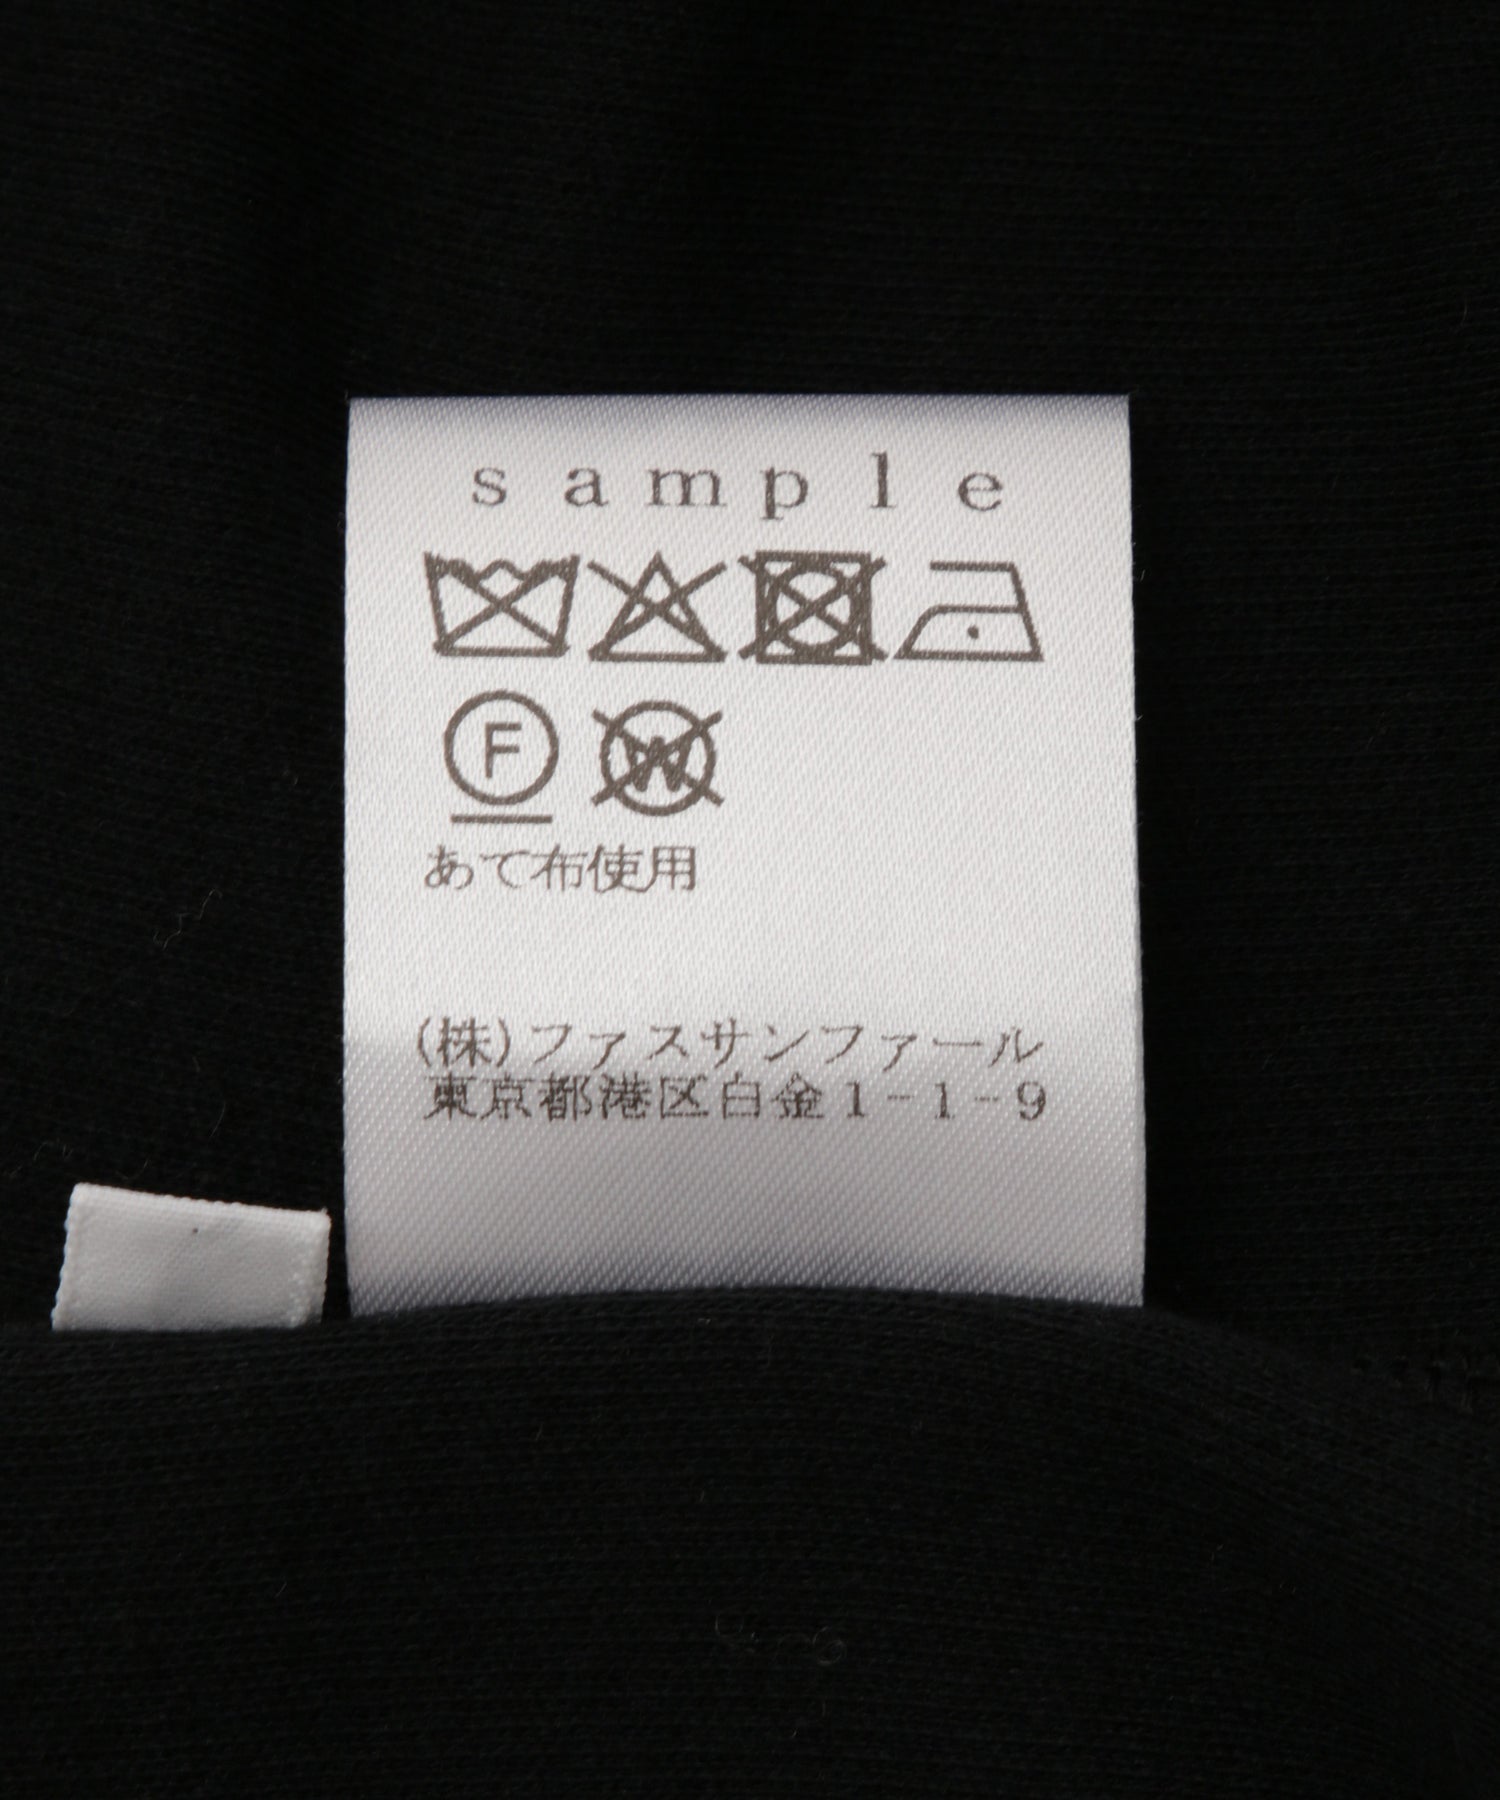 sample
F W
あて布使用
(株)ファスサンファール
東京都港区白金1-1-9